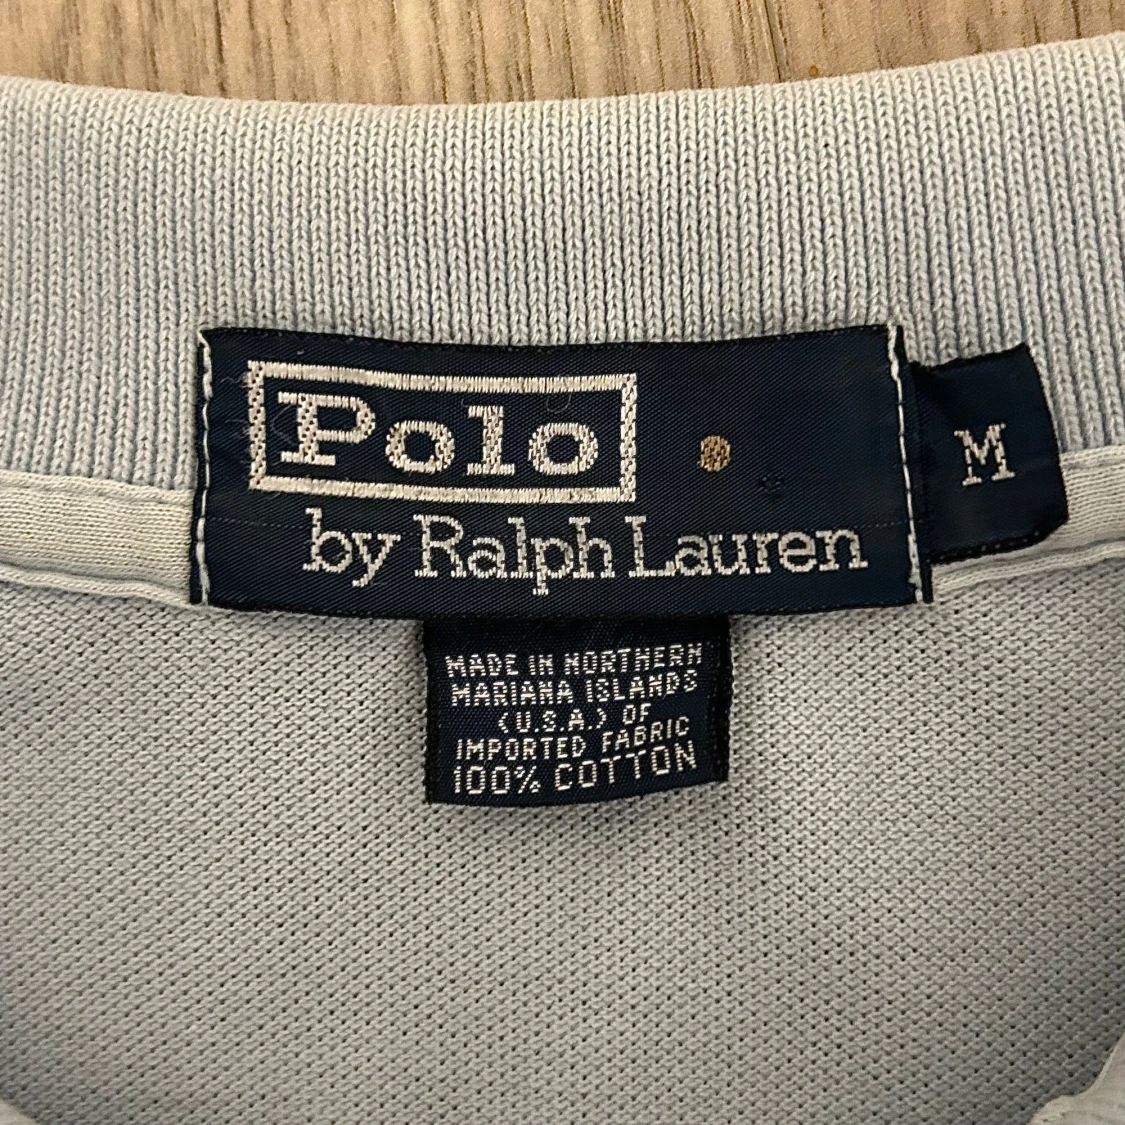 Polo
by Ralph Lauren
M
MADE IN NORTHERN
MARIANA ISLANDS
(U.S.A.) OF
IMPORTED FABRIC
100% COTTON